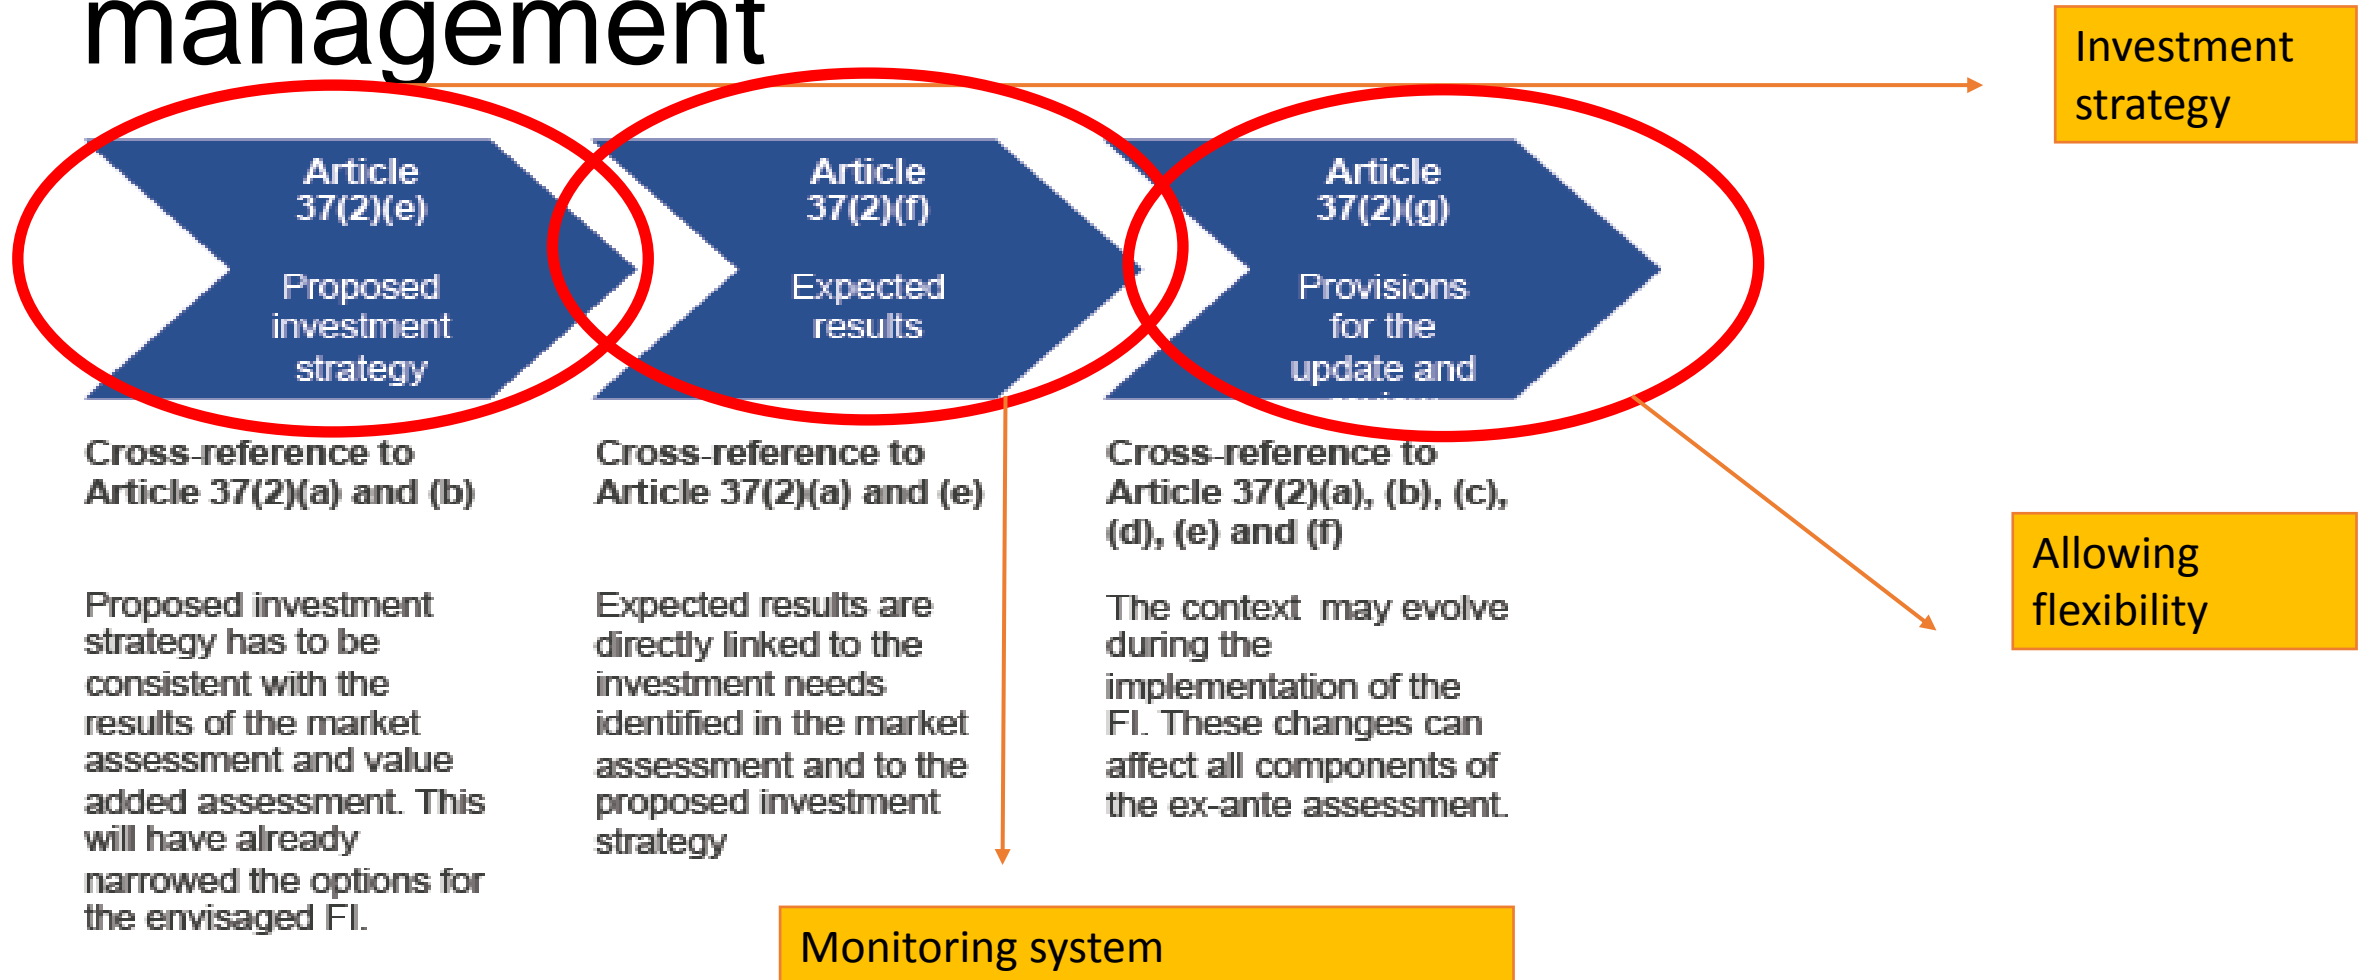 management
Investment
strategy
Article
37(2)(e)
Proposed
investment
strategy
Article
37(2)(f)
Expected
results
Article
37(2)(g)
Provisions
for the
update and
Cross-reference to
Article 37(2)(a) and (b)
Cross-reference to
Article 37(2)(a) and (e)
Cross-reference to
Article 37(2)(a), (b), (c),
(d), (e) and (f)
Proposed investment
strategy has to be
consistent with the
results of the market
assessment and value
added assessment. This
will have already
narrowed the options for
the envisaged FI.
Expected results are
directly linked to the
investment needs
identified in the market
assessment and to the
proposed investment
strategy
The context may evolve
during the
implementation of the
FI. These changes can
affect all components of
the ex-ante assessment.
Allowing
flexibility
Monitoring system